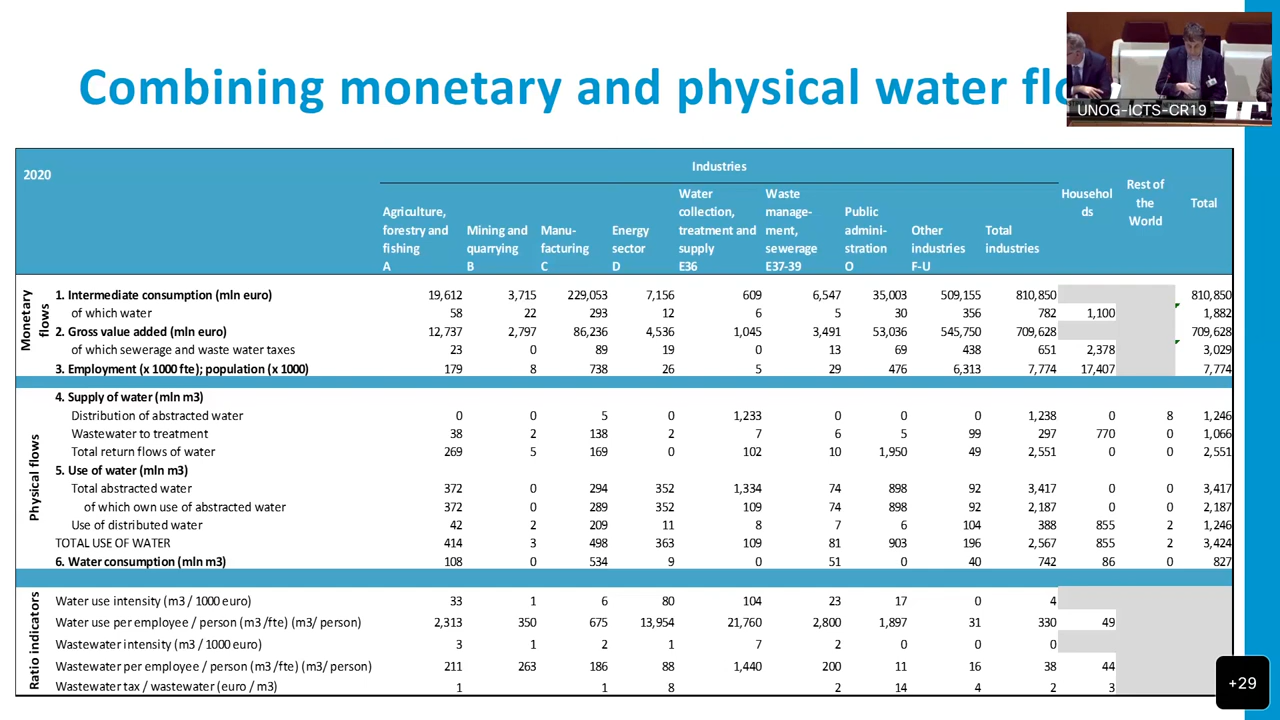 Combining monetary and physical water
UNOG-ICTS-CR19
2020
Industries
Agriculture, forestry and fishing A
Mining and quarrying B
Manu-facturing C
Energy sector D
Water collection, treatment and supply E36
Waste manage-ment, sewerage E37-39
Public admini-stration O
Other industries F-U
Total industries
Househol ds
Rest of the World
Total
Monetary flows
1. Intermediate consumption (mln euro) 19,612 3,715 229,053 7,156 609 6,547 35,003 509,155 810,850 810,850
of which water 58 22 293 12 6 5 30 356 782 1,100 1,882
2. Gross value added (mln euro) 12,737 2,797 86,236 4,536 1,045 3,491 53,036 545,750 709,628 709,628
of which sewerage and waste water taxes 23 0 89 19 0 13 69 438 651 2,378 3,029
3. Employment (x 1000 fte); population (x 1000) 179 8 738 26 5 29 476 6,313 7,774 17,407 7,774
Physical flows
4. Supply of water (mln m3)
Distribution of abstracted water 0 0 5 0 1,233 0 0 0 1,238 0 8 1,246
Wastewater to treatment 38 2 138 2 7 6 5 99 297 770 0 1,066
Total return flows of water 269 5 169 0 102 10 1,950 49 2,551 0 0 2,551
5. Use of water (mln m3)
Total abstracted water 372 0 294 352 1,334 74 898 92 3,417 0 0 3,417
of which own use of abstracted water 372 0 289 352 109 74 898 92 2,187 0 0 2,187
Use of distributed water 42 2 209 11 8 7 6 104 388 855 2 1,246
TOTAL USE OF WATER 414 3 498 363 109 81 903 196 2,567 855 2 3,424
6. Water consumption (mln m3) 108 0 534 9 0 51 0 40 742 86 0 827
Ratio indicators
Water use intensity (m3 / 1000 euro) 33 1 6 80 104 23 17 0 4
Water use per employee / person (m3 /fte) (m3/ person) 2,313 350 675 13,954 21,760 2,800 1,897 31 330 49
Wastewater intensity (m3 / 1000 euro) 3 1 2 1 7 2 0 0 0
Wastewater per employee / person (m3 /fte) (m3/ person) 211 263 186 88 1,440 200 11 16 38 44
Wastewater tax / wastewater (euro / m3) 1 1 8 2 14 4 2 3
+29